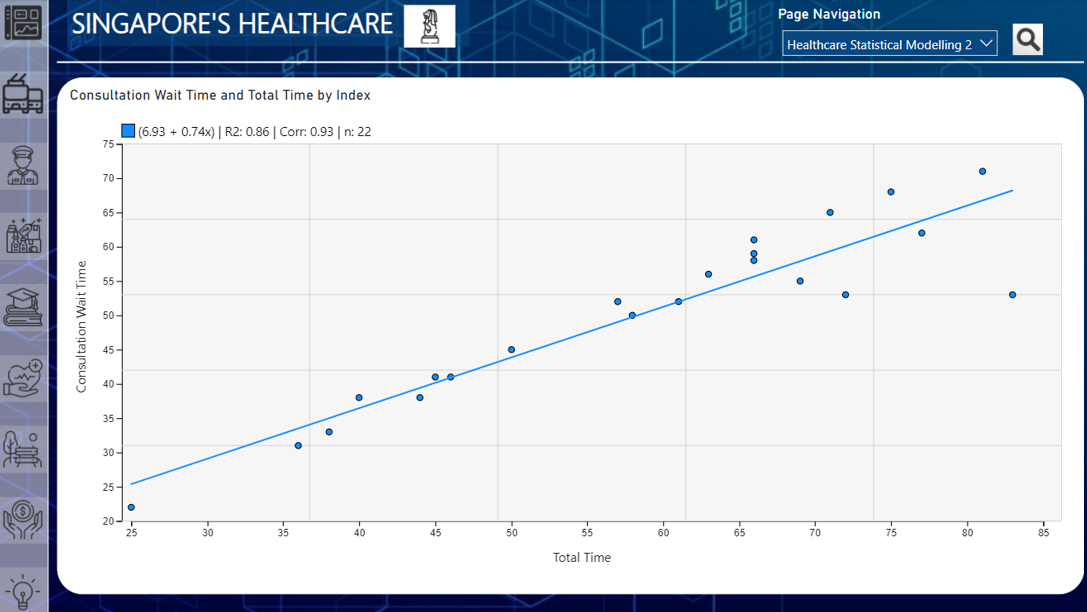 SINGAPORE'S HEALTHCARE
Page Navigation
Healthcare Statistical Modelling 2
Consultation Wait Time and Total Time by Index
(6.93 + 0.74x) | R2: 0.86 | Corr: 0.93 | n: 22
75
70
65
60
55
50
45
40
35
30
25
20
Consultation Wait Time
25 30 35 40 45 50 55 60 65 70 75 80 85
Total Time